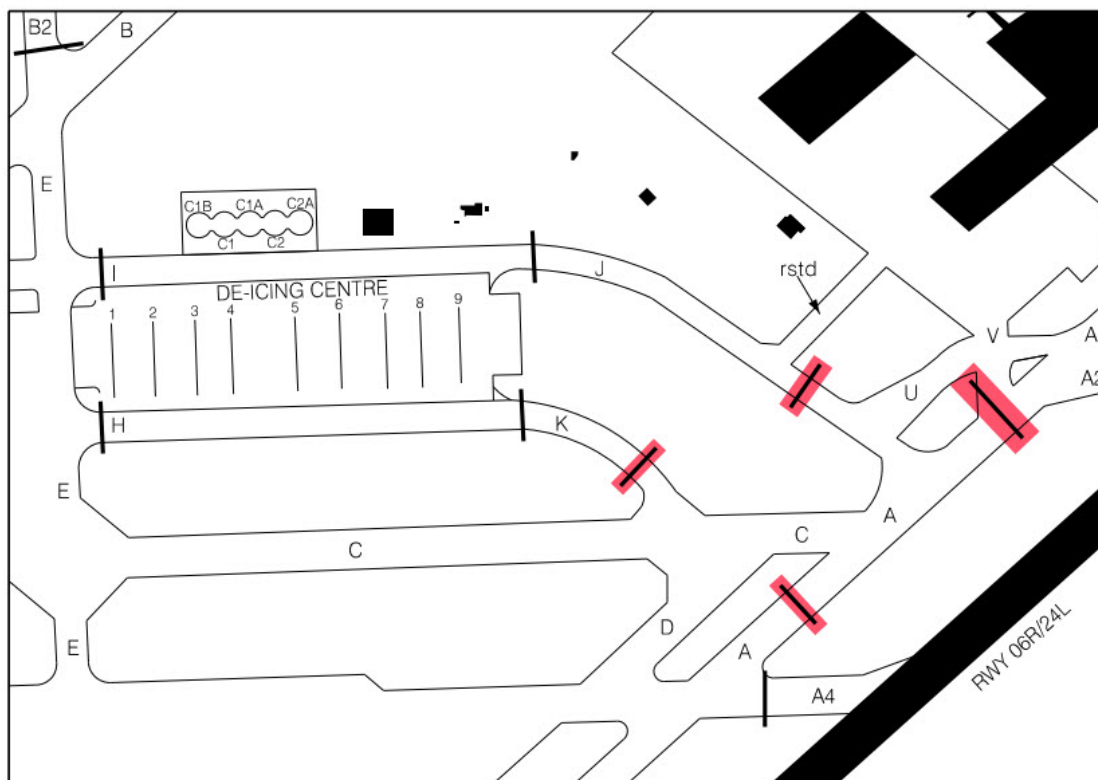 B2
B
E
C1B
C1A
C2A
C1
C2
I
J
rstd
DE-ICING CENTRE
1
2
3
4
5
6
7
8
9
V
A
A2
U
H
K
E
A
C
C
D
E
A
A4
RWY 06R/24L